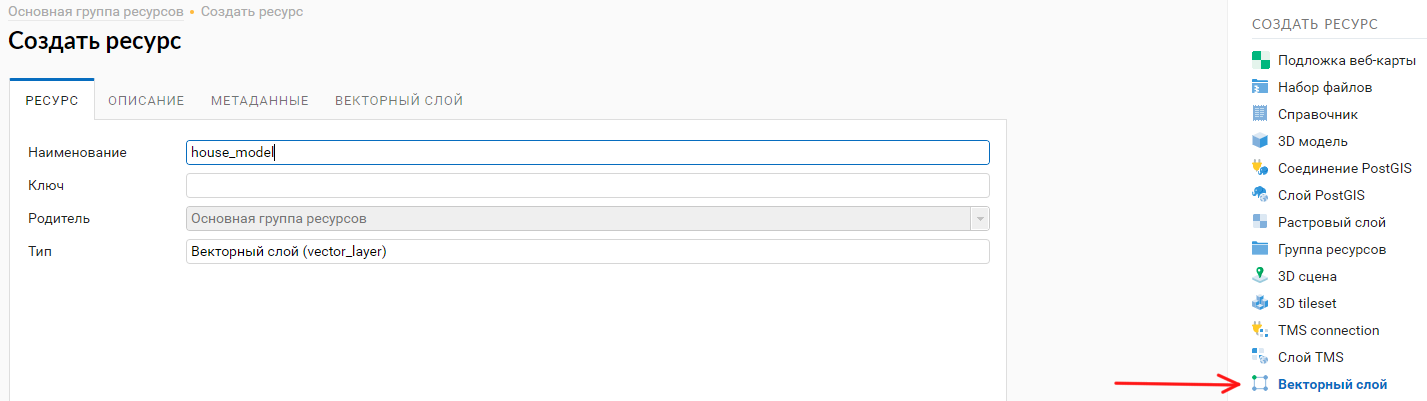 Основная группа ресурсов • Создать ресурс
Создать ресурс
РЕСУРС ОПИСАНИЕ МЕТАДАННЫЕ ВЕКТОРНЫЙ СЛОЙ
Наименование house_model
Ключ
Родитель Основная группа ресурсов
Тип Векторный слой (vector_layer)
СОЗДАТЬ РЕСУРС
Подложка веб-карты
Набор файлов
Справочник
3D модель
Соединение PostGIS
Слой PostGIS
Растровый слой
Группа ресурсов
3D сцена
3D tileset
TMS connection
Слой TMS
Векторный слой